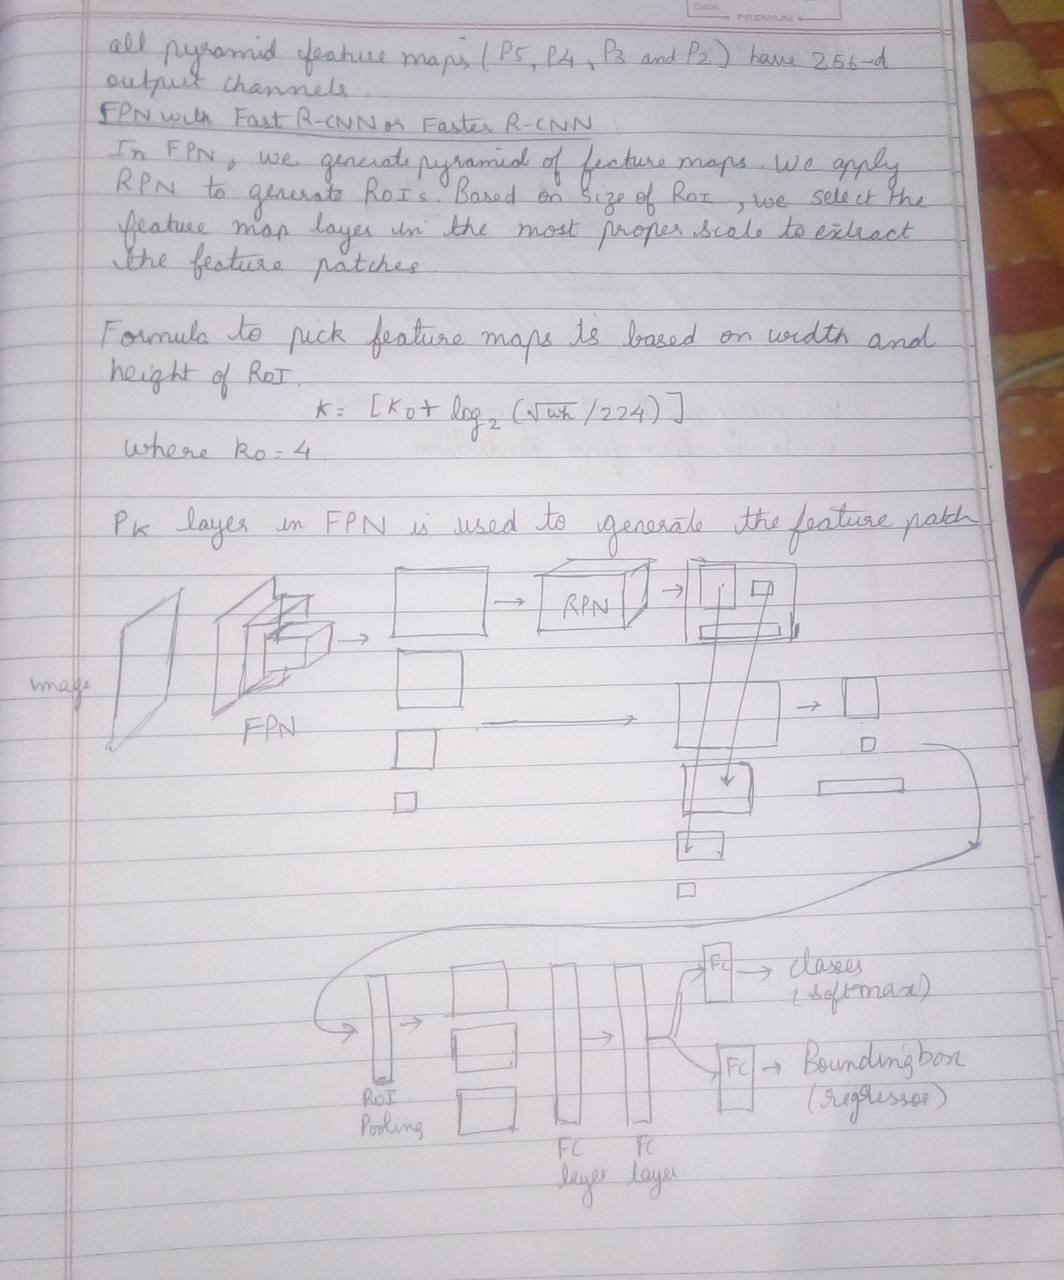 Date:
PREMIUM
all pyramid feature maps (P5, P4, P3 and P2) have 256-d
output channels
FPN with Fast R-CNN or Faster R-CNN
In FPN, we generate pyramid of fecture maps. We apply
RPN to generate RoIs. Based on Size of RoI, we select the
feature map layer in the most proper scale to extract
the feature patches.
Formula to pick feature maps is based on width and
height of RoI.
K = [K0 + log2 (√wh /224)]
where k0 = 4
PK layer in FPN is used to generate the feature patch
RPN
image
FPN
FC → classes
(softmax)
FC → Bounding box
(regressor)
RoI
Pooling
FC
layer
FC
layer